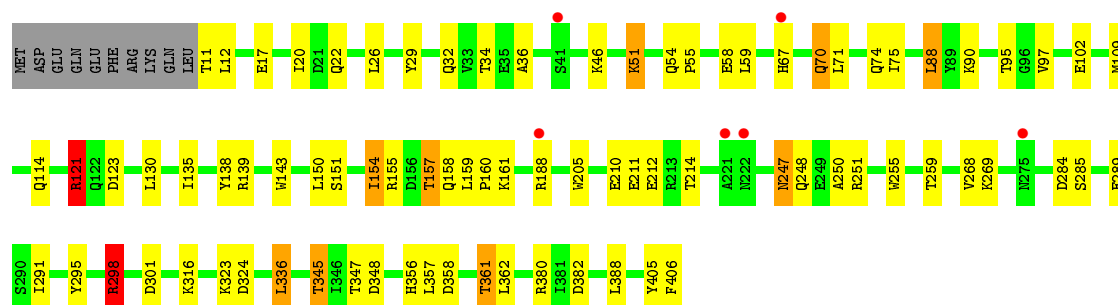 MET ASP GLU GLN GLU PHE ARG LYS GLN LEU T11 L12 E17 I20 D21 Q22 L26 Y29 Q32 V33 T34 E35 A36 S41 K46 K51 Q54 P55 E58 L59 H67 Q70 L71 Q74 I75 L88 Y89 K90 T95 G96 V97 E102 M109
Q114 R121 Q122 D123 L130 I135 Y138 R139 W143 L150 S151 I154 R155 D156 T157 Q158 L159 P160 K161 R188 W205 E210 E211 E212 R213 T214 A221 N222 N247 Q248 E249 A250 R251 W255 T259 V268 K269 N275 D284 S285
S290 I291 Y295 R298 D301 K316 K323 D324 L336 T345 I346 T347 D348 H356 L357 D358 T361 L362 R380 I381 D382 L388 Y405 F406